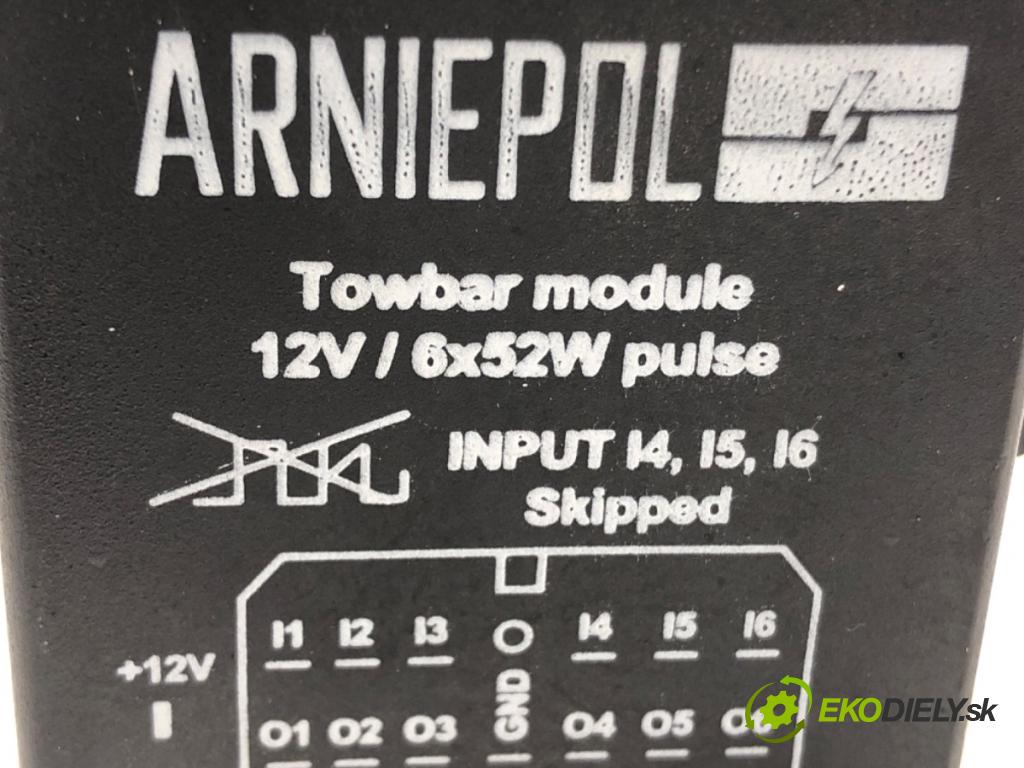 ARNIEPOL
Towbar module
12V / 6x52W pulse
INPUT I4, I5, I6
Skipped
I1 I2 I3 I4 I5 I6
+12V
GND
O1 O2 O3 O4 O5 O6
EKODIELY.sk